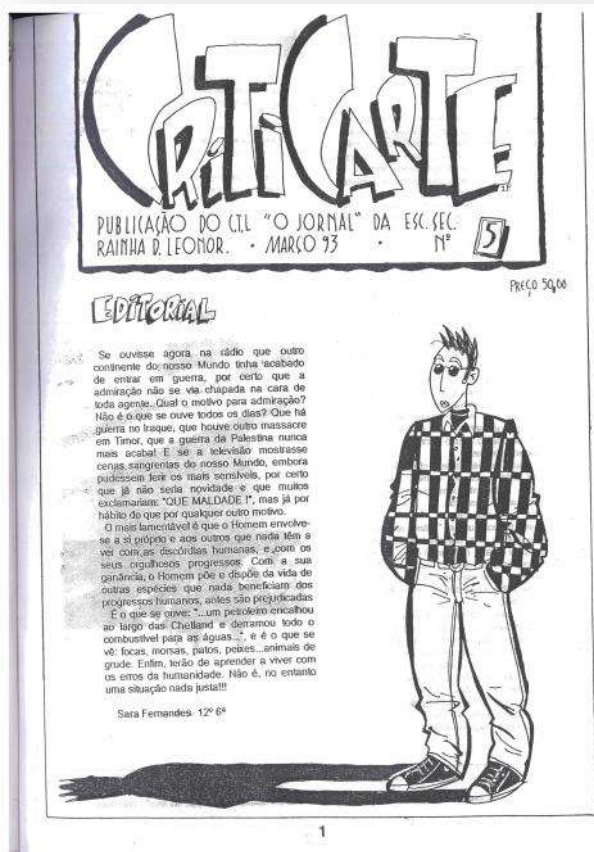 CRITICARTE
PUBLICAÇÃO DO C.T.L "O JORNAL" DA ESC. SEC.
RAINHA D. LEONOR. • MARÇO 93 • Nº 5
PREÇO 50,00
EDITORIAL
Se ouvisse agora na rádio que outro
continente do nosso Mundo tinha acabado
de entrar em guerra, por certo que a
admiração não se via chapada na cara de
toda agente. Qual o motivo para admiração?
Não é o que se ouve todos os dias? Que há
guerra no Iraque, que houve outro massacre
em Timor, que a guerra da Palestina nunca
mais acaba! E se a televisão mostrasse
cenas sangrentas do nosso Mundo, embora
pudessem ferir os mais sensíveis, por certo
que já não seria novidade e que muitos
exclamariam: "QUE MALDADE !", mas já por
hábito do que por qualquer outro motivo.
O mais lamentável é que o Homem envolve-
se a si próprio e aos outros que nada têm a
ver com as discórdias humanas, e com os
seus orgulhosos progressos. Com a sua
ganância, o Homem põe e dispõe da vida de
outras espécies que nada beneficiam dos
progressos humanos, antes são prejudicadas
É o que se ouve: "...um petroleiro encalhou
ao largo das Chetland e derramou todo o
combustível para as águas...", e é o que se
vê: focas, morsas, patos, peixes...animais de
grude. Enfim, terão de aprender a viver com
os erros da humanidade. Não é, no entanto
uma situação nada justa!!!
Sara Fernandes 12º 6ª
1